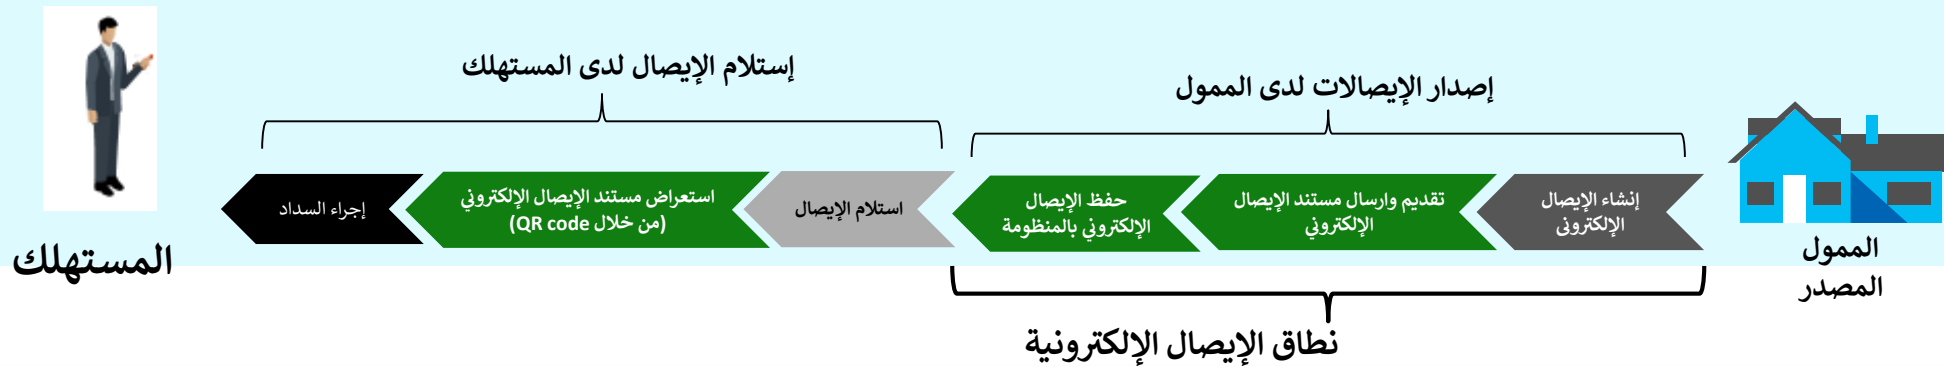 إستلام الإيصال لدى المستهلك
إصدار الإيصالات لدى الممول
إنشاء الإيصال
الإلكترونى
تقديم وارسال مستند الإيصال
الإلكتروني
حفظ الإيصال
الإلكتروني بالمنظومة
استلام الإيصال
استعراض مستند الإيصال الإلكتروني
(من خلال QR code)
إجراء السداد
الممول
المصدر
المستهلك
نطاق الإيصال الإلكترونية